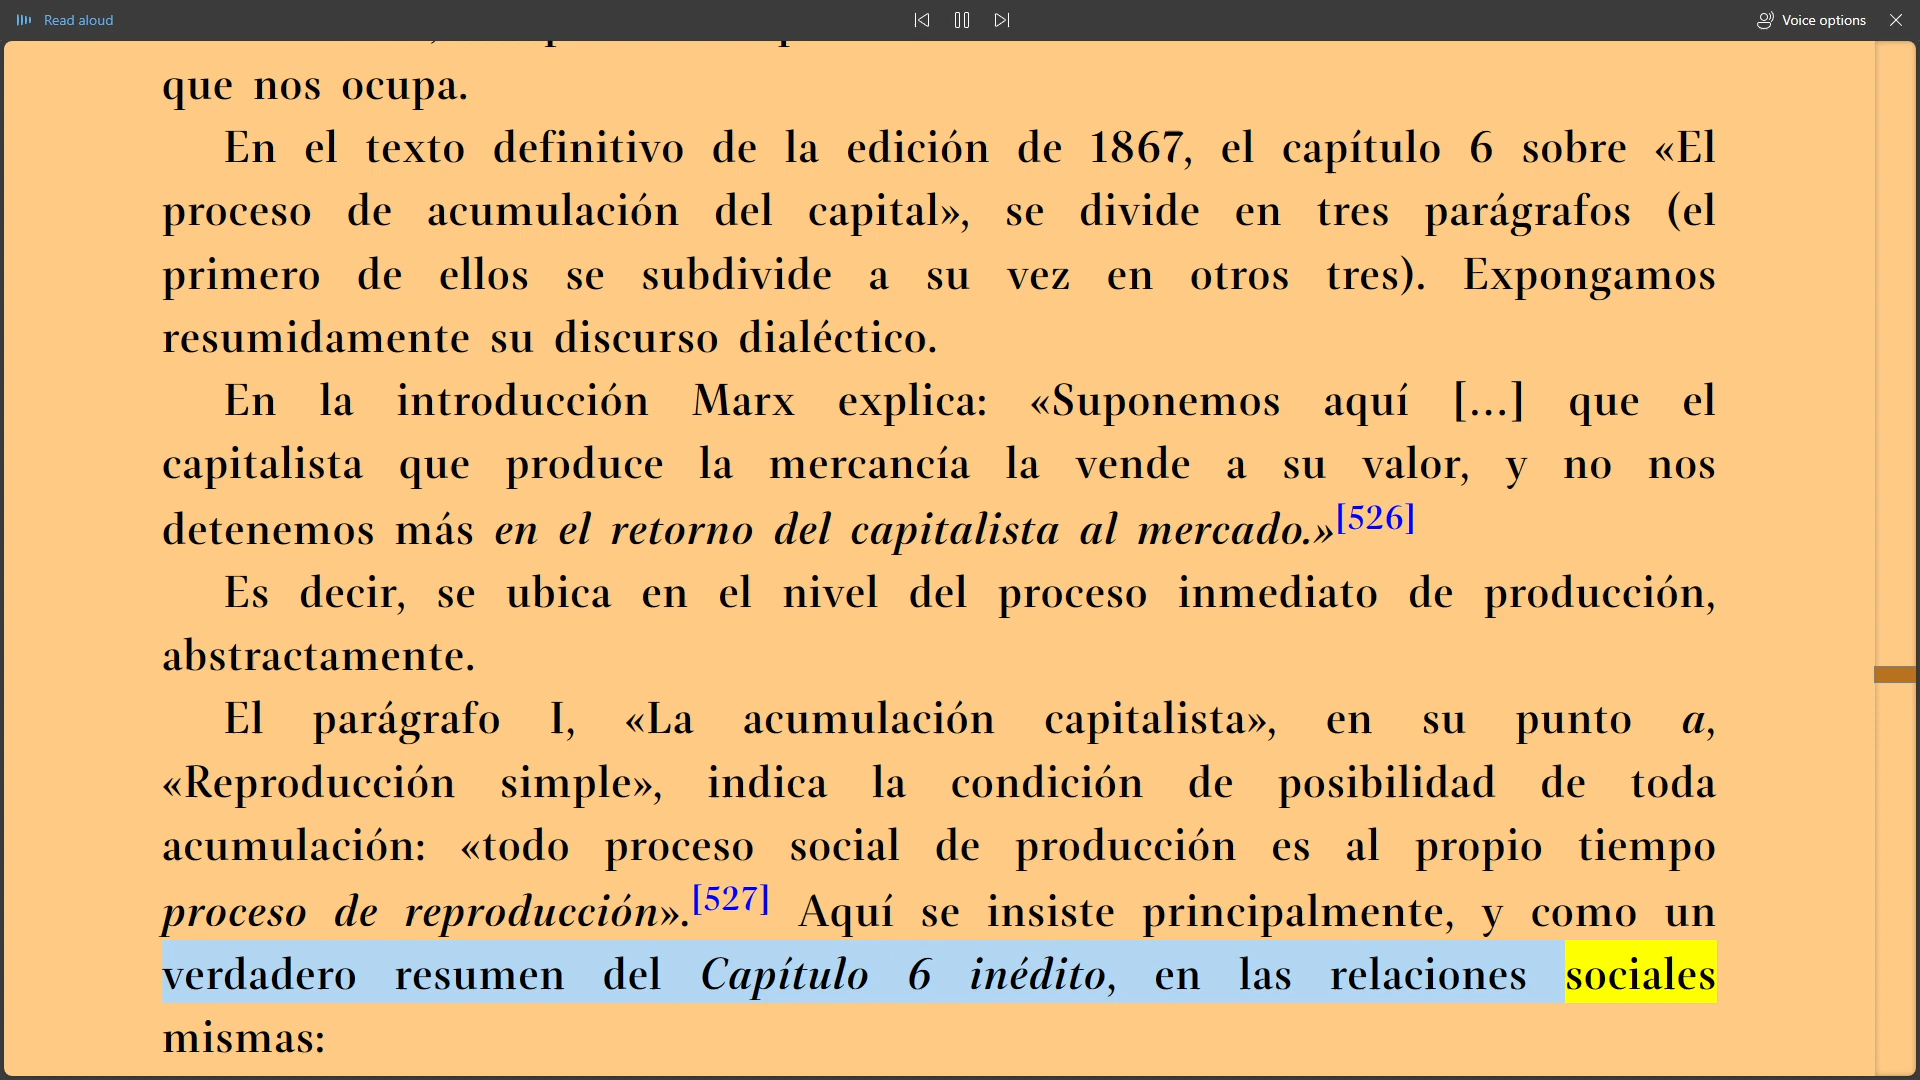 Read aloud
Voice options
que nos ocupa.
En el texto definitivo de la edición de 1867, el capítulo 6 sobre «El
proceso de acumulación del capital», se divide en tres parágrafos (el
primero de ellos se subdivide a su vez en otros tres). Expongamos
resumidamente su discurso dialéctico.
En la introducción Marx explica: «Suponemos aquí [...] que el
capitalista que produce la mercancía la vende a su valor, y no nos
detenemos más en el retorno del capitalista al mercado.»[526]
Es decir, se ubica en el nivel del proceso inmediato de producción,
abstractamente.
El parágrafo I, «La acumulación capitalista», en su punto a,
«Reproducción simple», indica la condición de posibilidad de toda
acumulación: «todo proceso social de producción es al propio tiempo
proceso de reproducción».[527] Aquí se insiste principalmente, y como un
verdadero resumen del Capítulo 6 inédito, en las relaciones sociales
mismas: